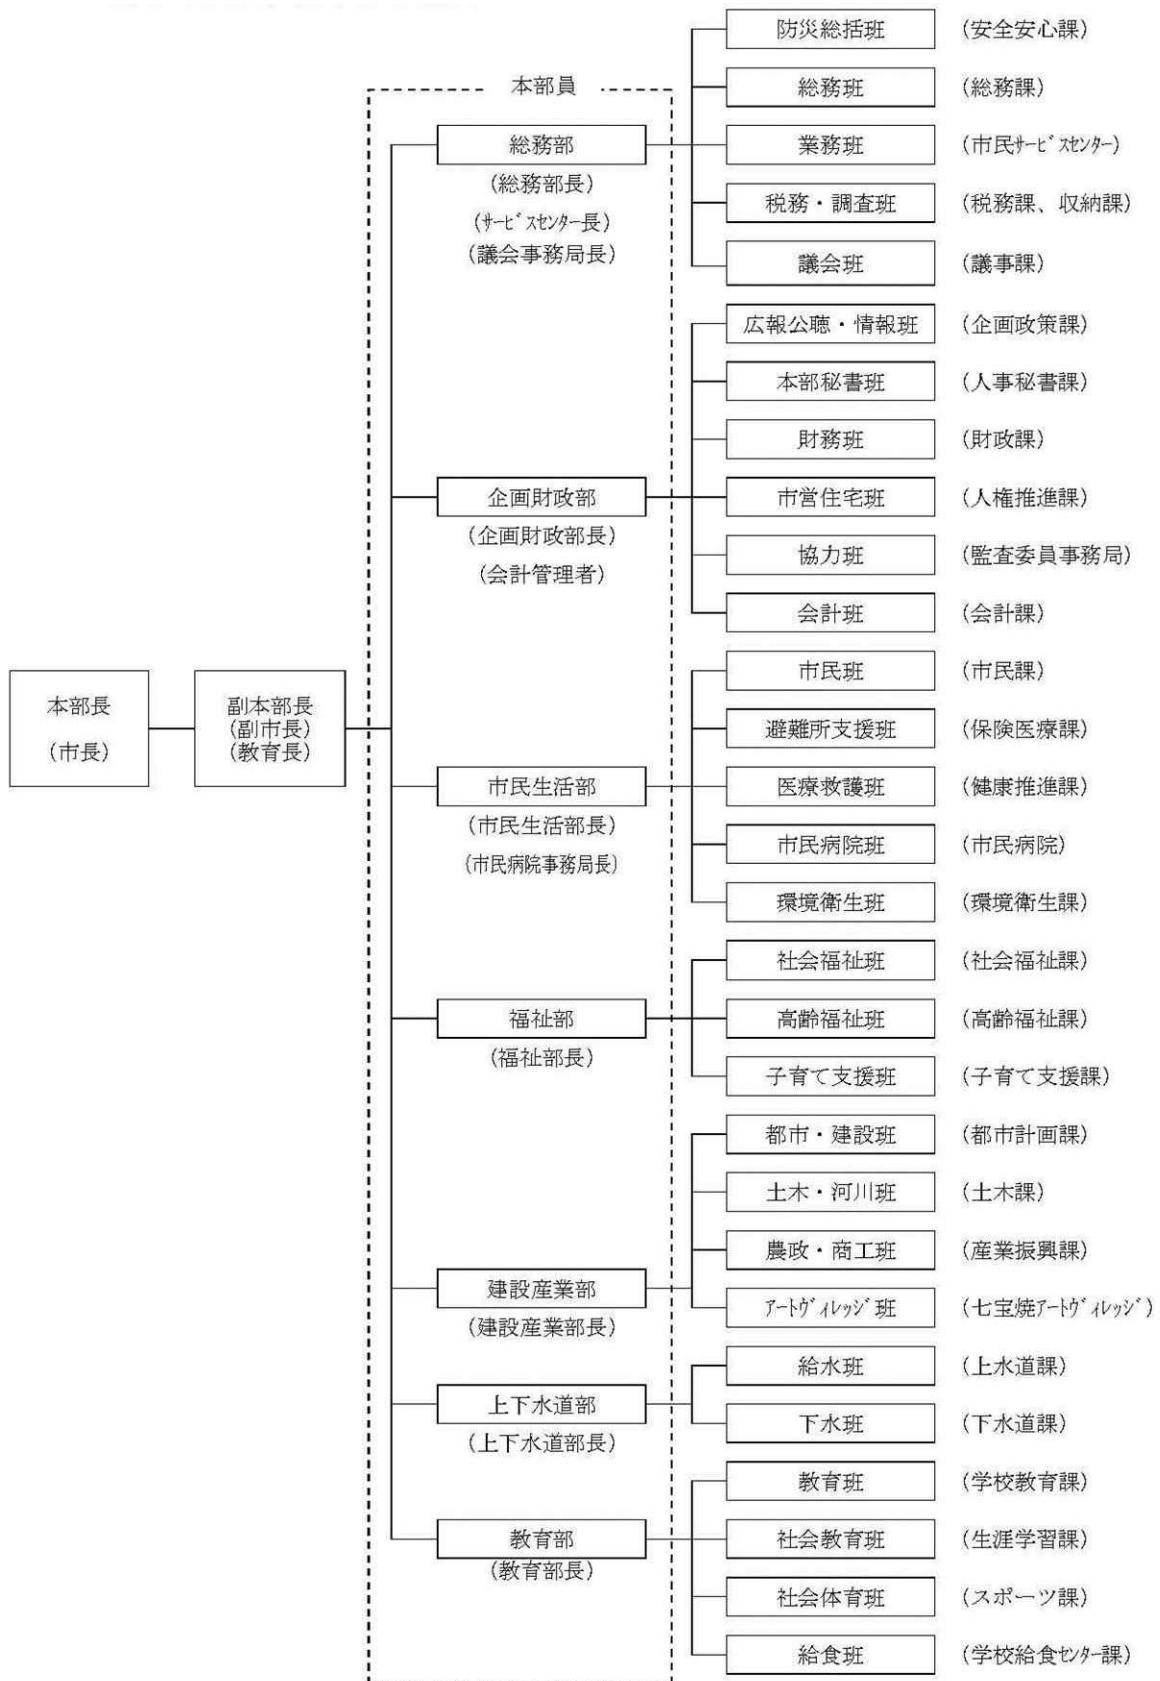 本部長
(市長)
副本部長
(副市長)
(教育長)
本部員
総務部
(総務部長)
(サービスセンター長)
(議会事務局長)
防災総括班 (安全安心課)
総務班 (総務課)
業務班 (市民サービスセンター)
税務・調査班 (税務課、収納課)
議会班 (議事課)
企画財政部
(企画財政部長)
(会計管理者)
広報公聴・情報班 (企画政策課)
本部秘書班 (人事秘書課)
財務班 (財政課)
市営住宅班 (人権推進課)
協力班 (監査委員事務局)
会計班 (会計課)
市民生活部
(市民生活部長)
(市民病院事務局長)
市民班 (市民課)
避難所支援班 (保険医療課)
医療救護班 (健康推進課)
市民病院班 (市民病院)
環境衛生班 (環境衛生課)
福祉部
(福祉部長)
社会福祉班 (社会福祉課)
高齢福祉班 (高齢福祉課)
子育て支援班 (子育て支援課)
建設産業部
(建設産業部長)
都市・建設班 (都市計画課)
土木・河川班 (土木課)
農政・商工班 (産業振興課)
アートヴィレッジ班 (七宝焼アートヴィレッジ)
上下水道部
(上下水道部長)
給水班 (上水道課)
下水班 (下水道課)
教育部
(教育部長)
教育班 (学校教育課)
社会教育班 (生涯学習課)
社会体育班 (スポーツ課)
給食班 (学校給食センター課)